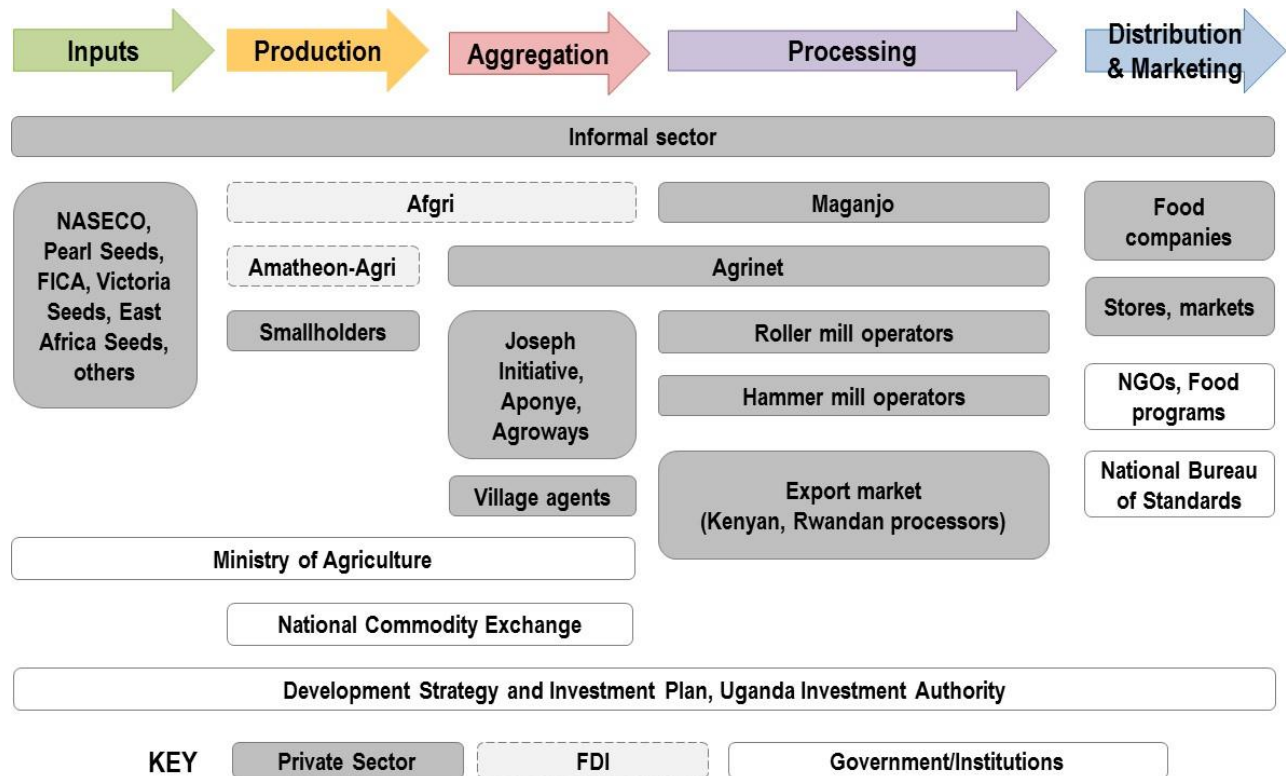 Inputs
Production
Aggregation
Processing
Distribution
& Marketing
Informal sector
NASECO,
Pearl Seeds,
FICA, Victoria
Seeds, East
Africa Seeds,
others
Afgri
Amatheon-Agri
Smallholders
Maganjo
Agrinet
Joseph
Initiative,
Aponye,
Agroways
Village agents
Roller mill operators
Hammer mill operators
Export market
(Kenyan, Rwandan processors)
Food
companies
Stores, markets
NGOs, Food
programs
National Bureau
of Standards
Ministry of Agriculture
National Commodity Exchange
Development Strategy and Investment Plan, Uganda Investment Authority
KEY
Private Sector
FDI
Government/Institutions